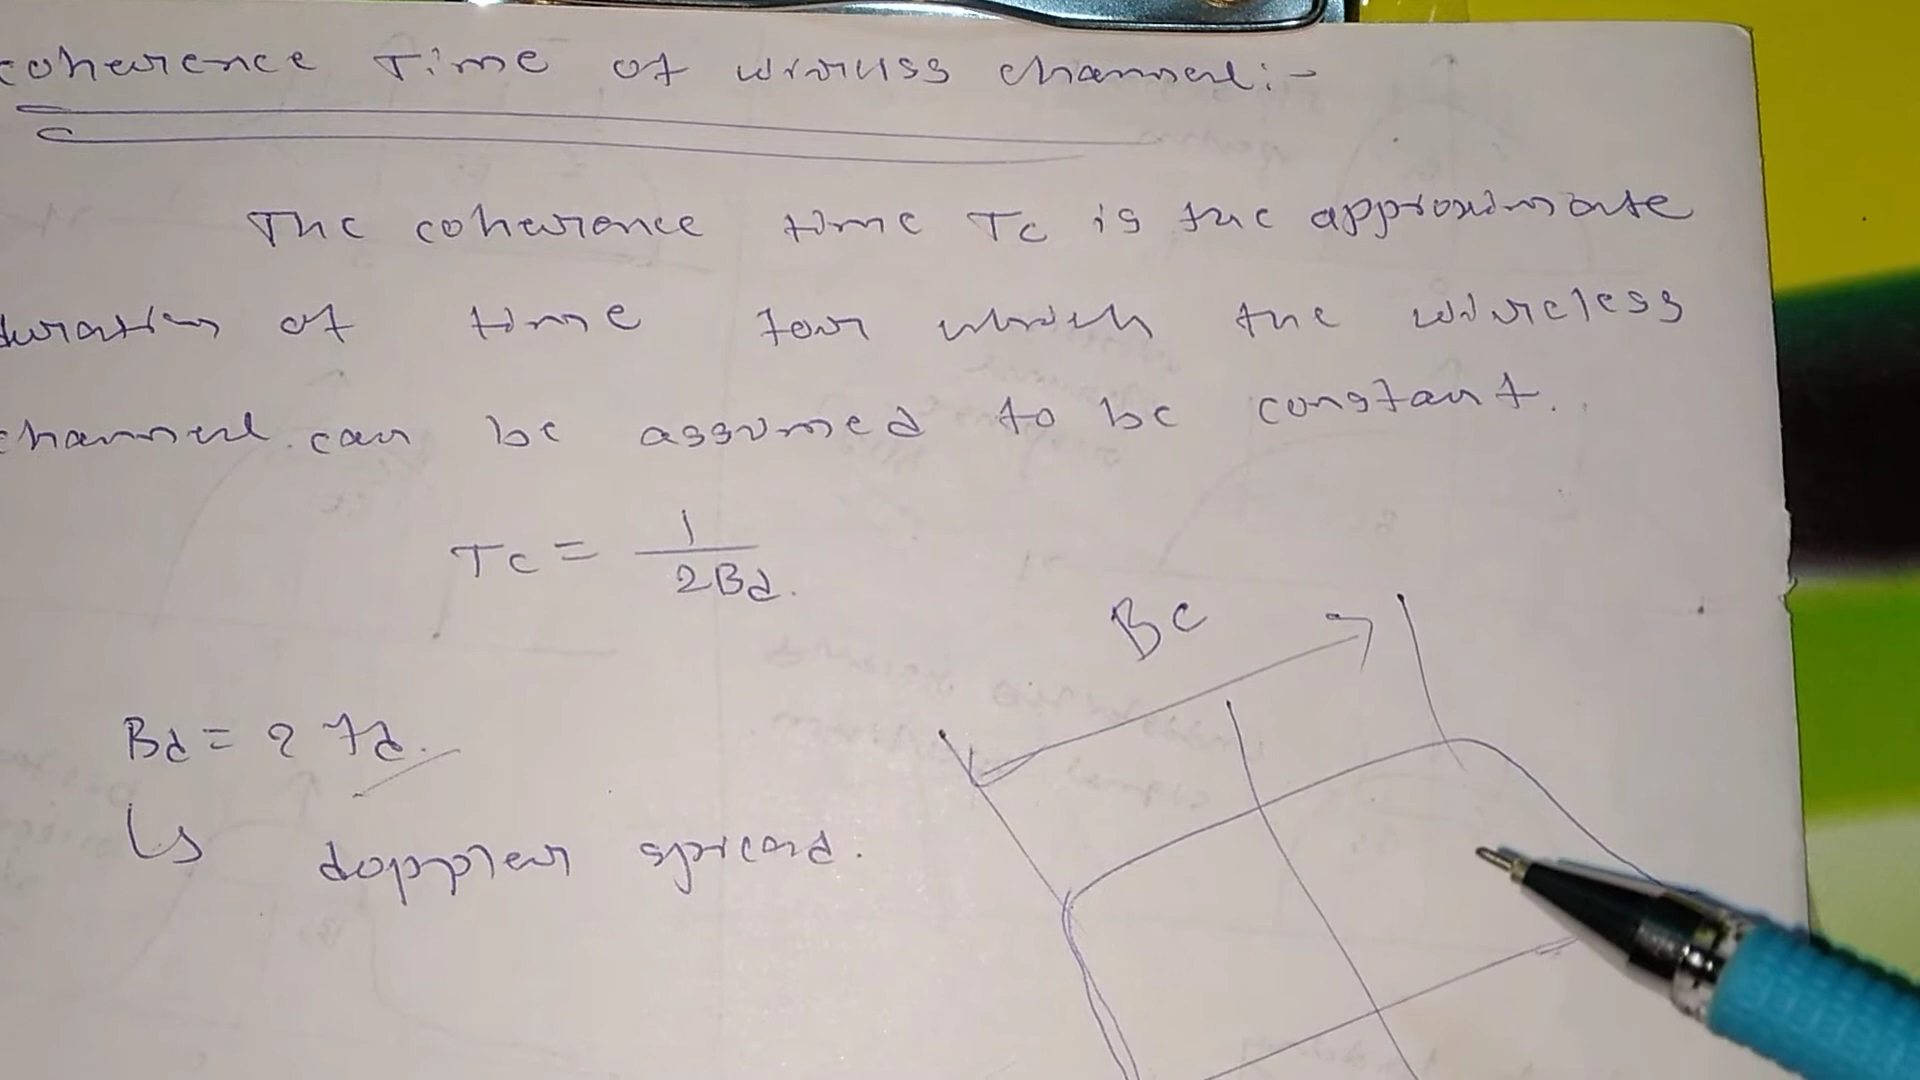 coherence Time of wireless channel:-
The coherence time Tc is the approximate
duration of time for which the wireless
channel can be assumed to be constant.
Tc = 1 / 2Bd.
Bc
Bd = 2 fd.
doppler spread.